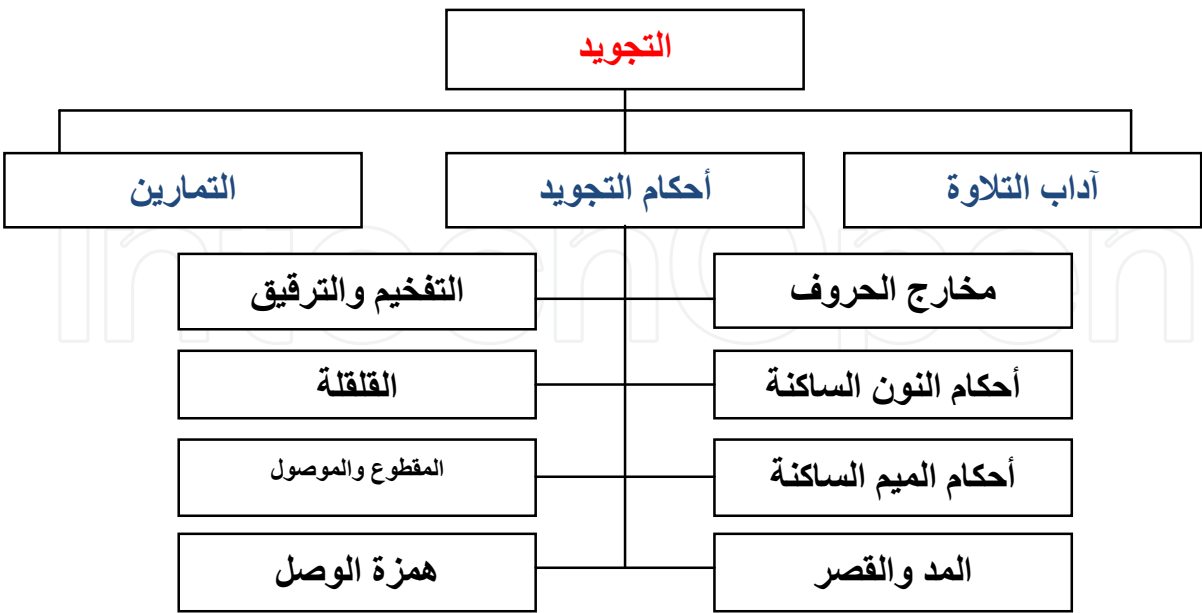 التجويد
آداب التلاوة
أحكام التجويد
التمارين
مخارج الحروف
التفخيم والترقيق
أحكام النون الساكنة
القلقلة
أحكام الميم الساكنة
المقطوع والموصول
المد والقصر
همزة الوصل
IntechOpen